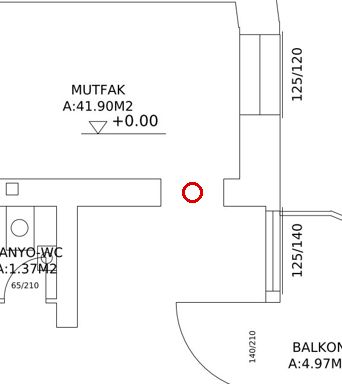 MUTFAK
A:41.90M2
+0.00
125/120
125/140
ANYO-WC
A:1.37M2
65/210
140/210
BALKON
A:4.97M